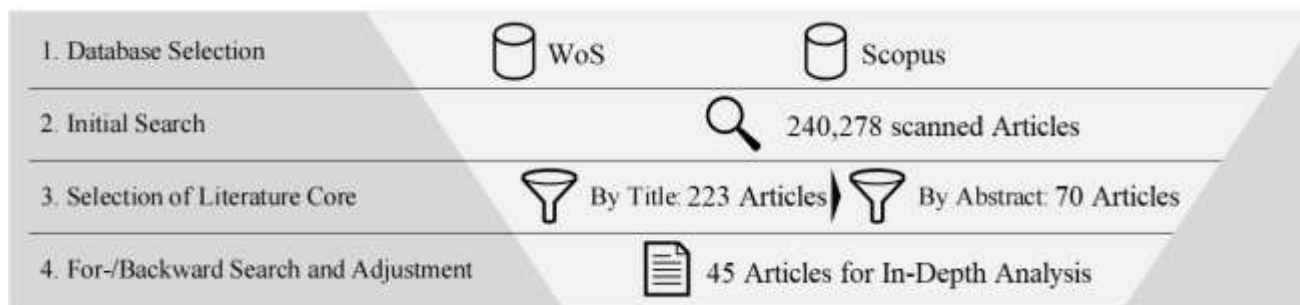 1. Database Selection WoS Scopus
2. Initial Search 240,278 scanned Articles
3. Selection of Literature Core By Title: 223 Articles By Abstract: 70 Articles
4. For-/Backward Search and Adjustment 45 Articles for In-Depth Analysis